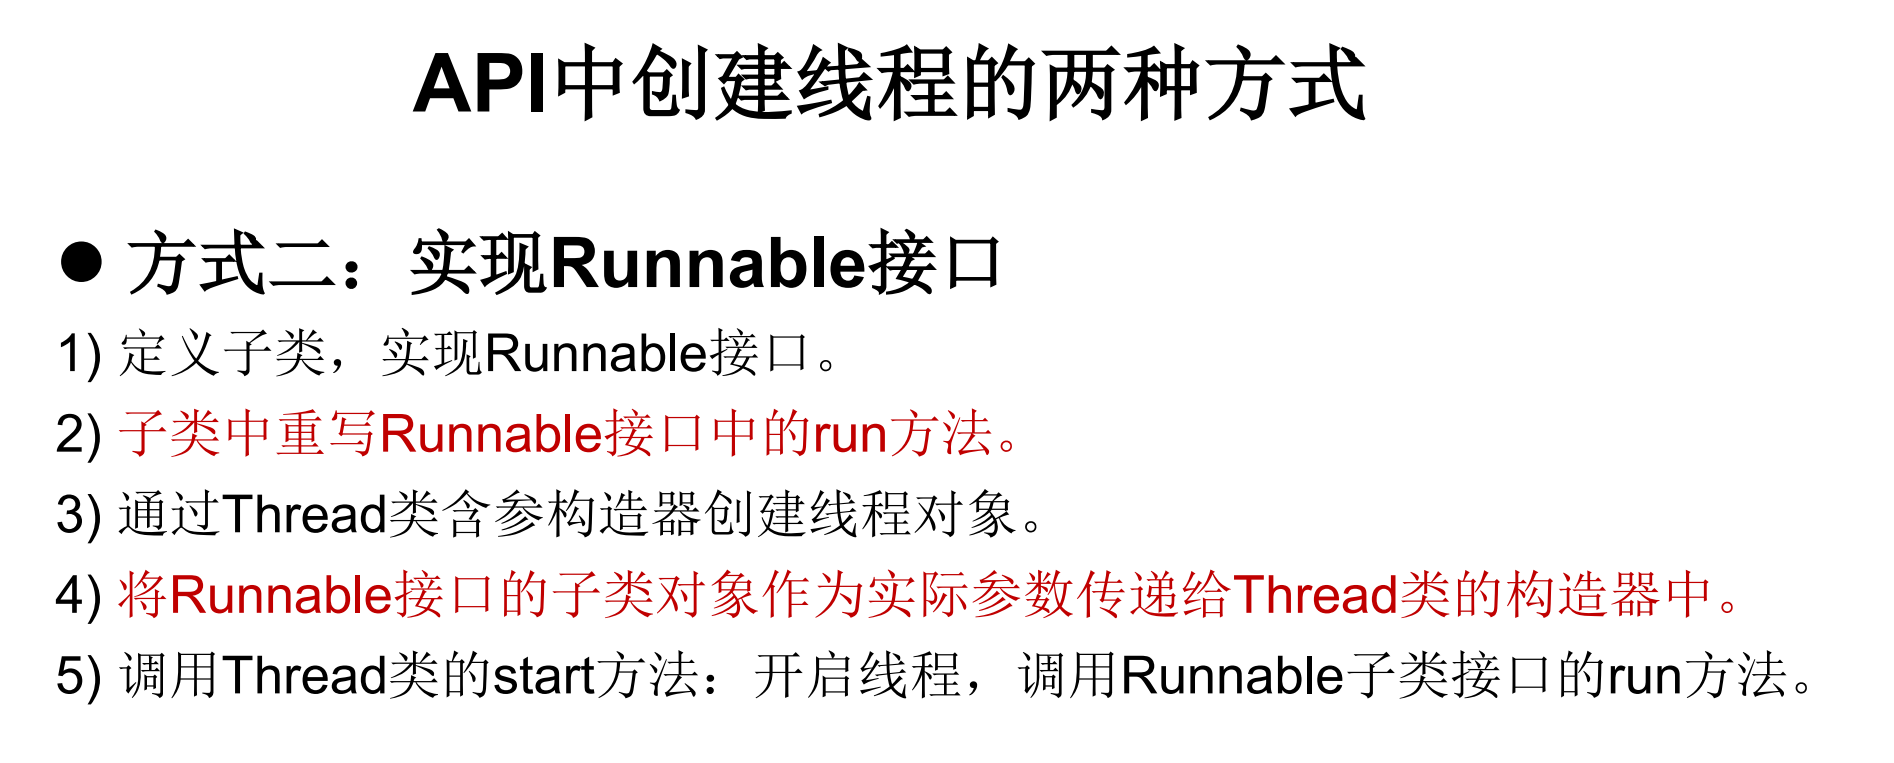 API中创建线程的两种方式
● 方式二：实现Runnable接口
1) 定义子类，实现Runnable接口。
2) 子类中重写Runnable接口中的run方法。
3) 通过Thread类含参构造器创建线程对象。
4) 将Runnable接口的子类对象作为实际参数传递给Thread类的构造器中。
5) 调用Thread类的start方法：开启线程，调用Runnable子类接口的run方法。